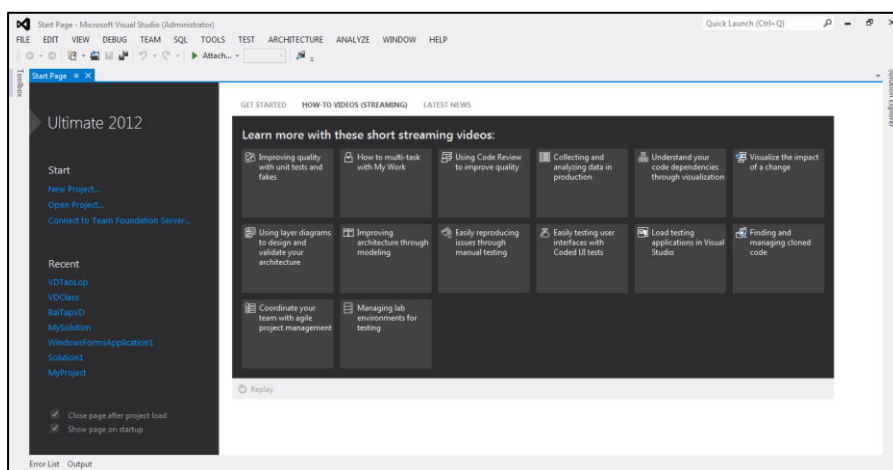 Start Page - Microsoft Visual Studio (Administrator)
Quick Launch (Ctrl+Q)
FILE EDIT VIEW DEBUG TEAM SQL TOOLS TEST ARCHITECTURE ANALYZE WINDOW HELP
Attach...
Toolbox
Start Page
Solution Explorer
Ultimate 2012
Start
New Project...
Open Project...
Connect to Team Foundation Server...
Recent
VDTaoLop
VDClass
BaiTapVD
MySolution
WindowsFormsApplication1
Solution1
MyProject
Close page after project load
Show page on startup
GET STARTED HOW-TO VIDEOS (STREAMING) LATEST NEWS
Learn more with these short streaming videos:
Improving quality
with unit tests and
fakes
How to multi-task
with My Work
Using Code Review
to improve quality
Collecting and
analyzing data in
production
Understand your
code dependencies
through visualization
Visualize the impact
of a change
Using layer diagrams
to design and
validate your
architecture
Improving
architecture through
modeling
Easily reproducing
issues through
manual testing
Easily testing user
interfaces with
Coded UI tests
Load testing
applications in Visual
Studio
Finding and
managing cloned
code
Coordinate your
team with agile
project management
Managing lab
environments for
testing
Replay
Error List Output